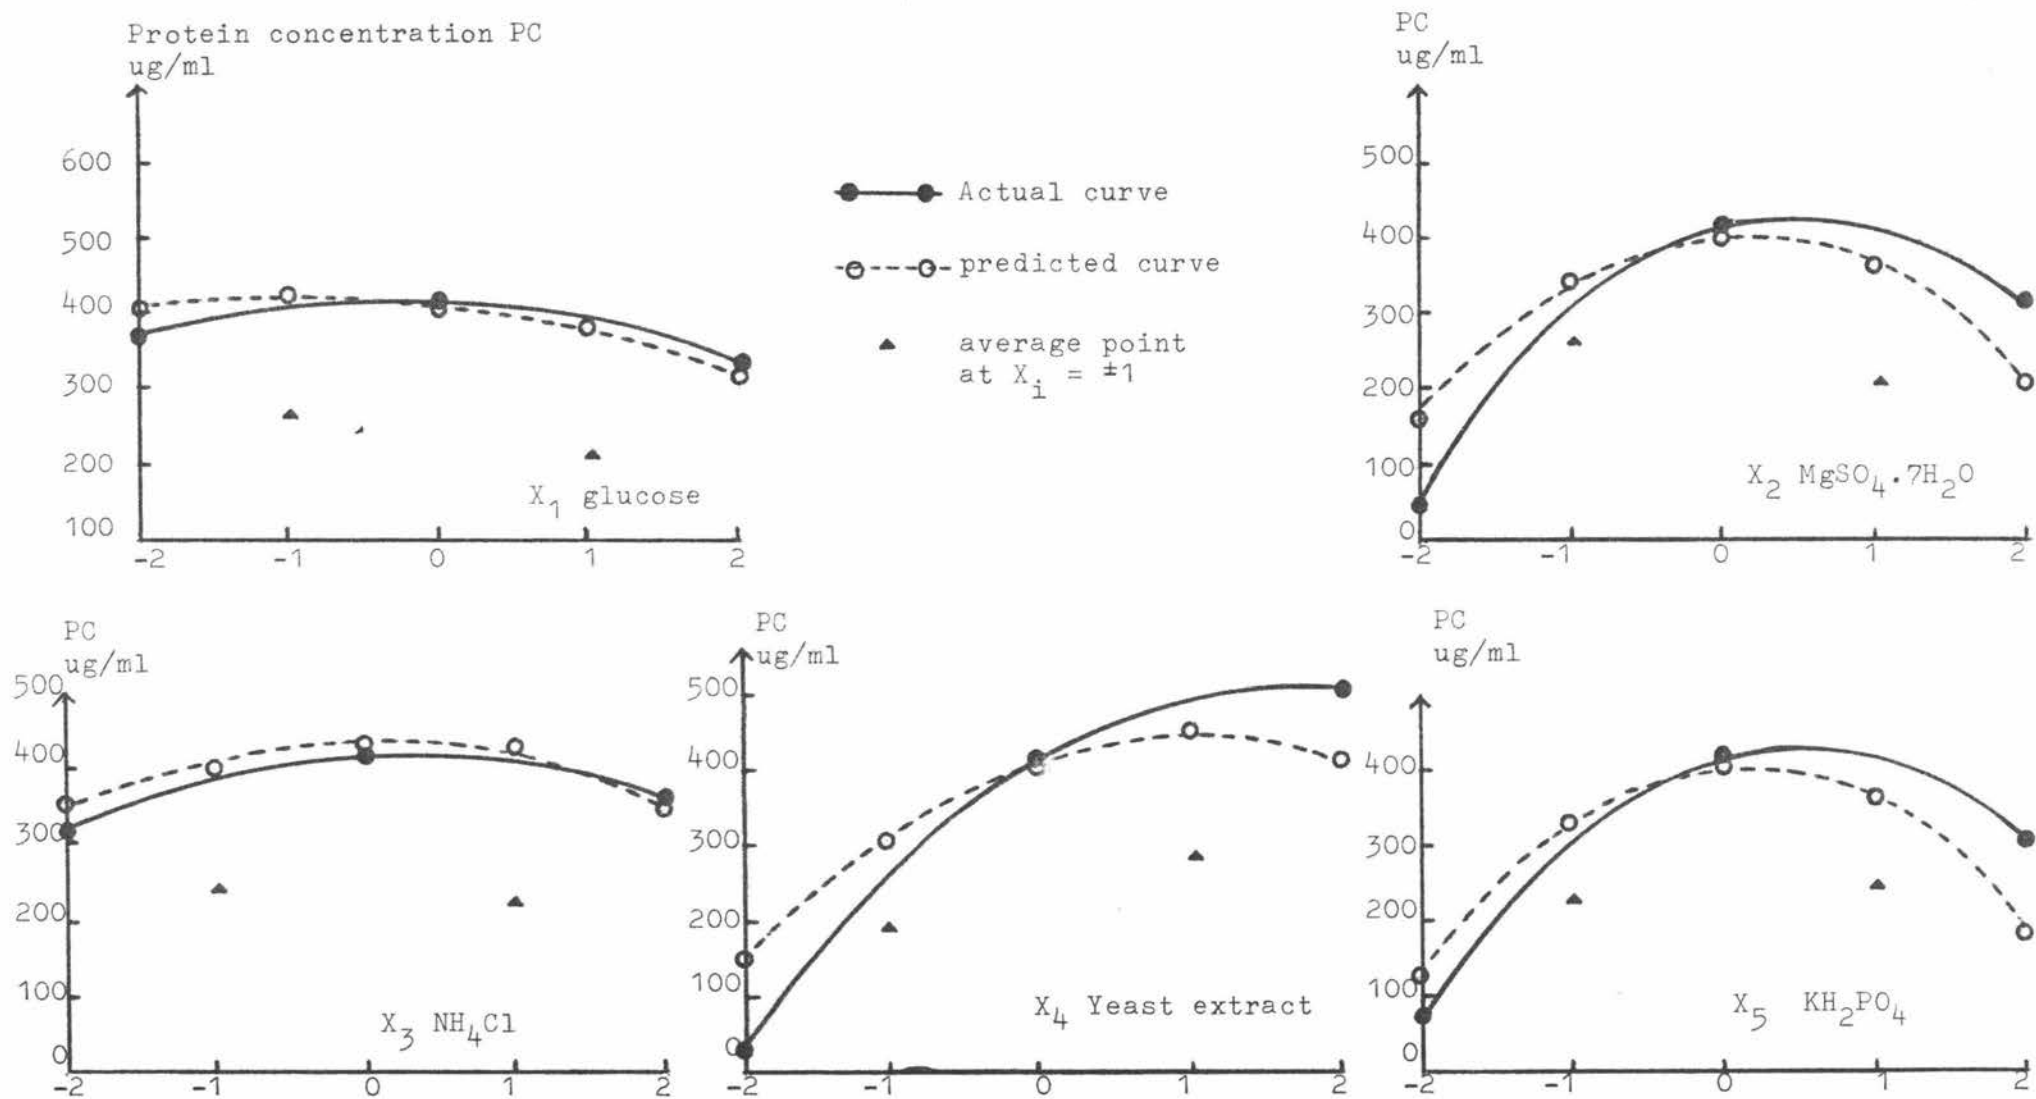 Protein concentration PC
ug/ml
600
500
400
300
200
100
-2 -1 0 1 2
X1 glucose
Actual curve
predicted curve
average point
at Xi = ±1
PC
ug/ml
500
400
300
200
100
0
-2 -1 0 1 2
X2 MgSO4.7H2O
PC
ug/ml
500
400
300
200
100
0
-2 -1 0 1 2
X3 NH4Cl
PC
ug/ml
500
400
300
200
100
0
-2 -1 0 1 2
X4 Yeast extract
PC
ug/ml
400
300
200
100
0
-2 -1 0 1 2
X5 KH2PO4